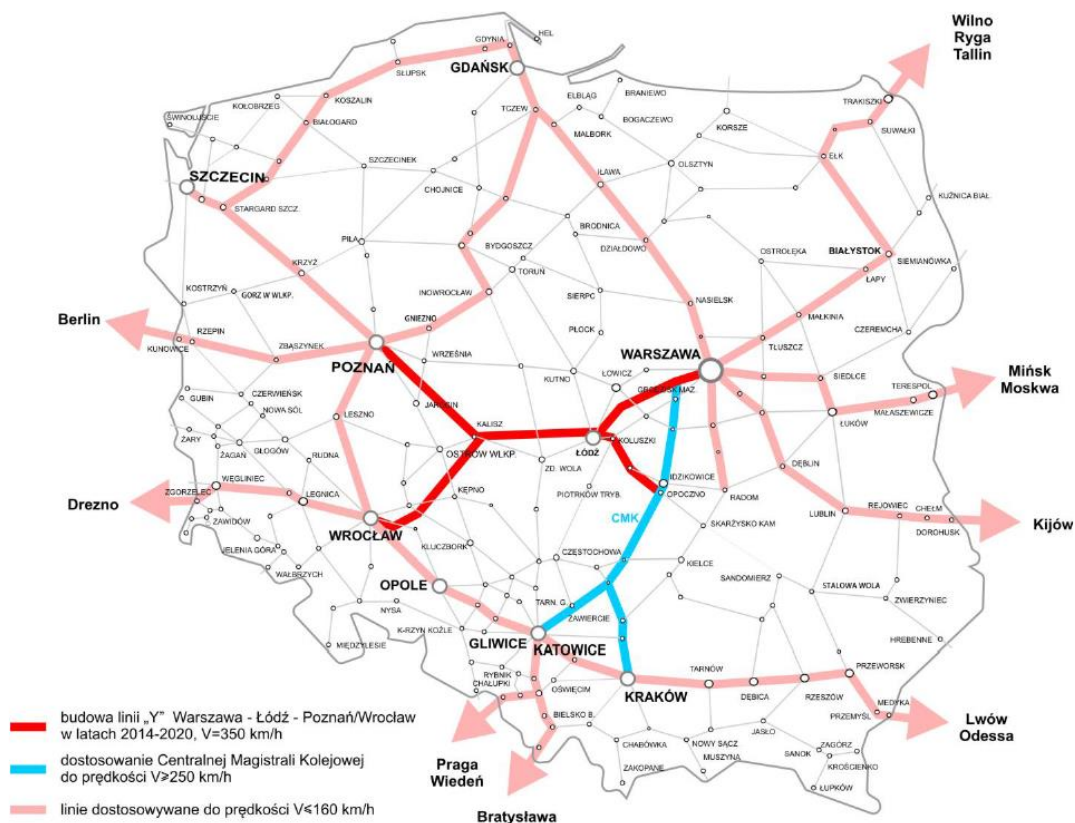 Wilno
Ryga
Tallin
HEL
GDYNIA
GDAŃSK
SŁUPSK
TRAKISZKI
BRANIEWO
ELBLĄG
KOSZALIN
KOŁOBRZEG
TCZEW
BOGACZEWO
ŚWINOUJŚCIE
BIAŁOGARD
KORSZE
SUWAŁKI
MALBORK
EŁK
SZCZECINEK
OLSZTYN
SZCZECIN
IŁAWA
CHOJNICE
KUŹNICA BIAŁ.
STARGARD SZCZ.
BRODNICA
PIŁA
BYDGOSZCZ
DZIAŁDOWO
BIAŁYSTOK
OSTROŁĘKA
SIEMIANÓWKA
KRZYŻ
TORUŃ
ŁAPY
KOSTRZYŃ
GORZ W WLKP.
INOWROCŁAW
SIERPC
NASIELSK
MAŁKINIA
Berlin
GNIEZNO
PŁOCK
CZEREMCHA
RZEPIN
KUNOWICE
ZBĄSZYNEK
TŁUSZCZ
POZNAŃ
WRZEŚNIA
WARSZAWA
KUTNO
ŁOWICZ
SIEDLCE
Mińsk
Moskwa
GRODZISK MAZ.
TERESPOL
CZERWIEŃSK
GUBIN
JAROCIN
MAŁASZEWICZE
NOWA SÓL
LESZNO
KALISZ
ŁUKÓW
ŻARY
GŁOGÓW
KOLUSZKI
ŁÓDŹ
ŻAGAŃ
OSTRÓW WLKP.
RUDNA
ZD. WOLA
DĘBLIN
WĘGLINIEC
IDZIKOWICE
ZGORZELEC
LEGNICA
KĘPNO
PIOTRKÓW TRYB.
OPOCZNO
RADOM
Drezno
REJOWIEC
CHEŁM
LUBLIN
ZAWIDÓW
CMK
DOROHUSK
Kijów
WROCŁAW
SKARŻYSKO KAM
JELENIA GÓRA
KLUCZBORK
CZĘSTOCHOWA
KIELCE
WAŁBRZYCH
SANDOMIERZ
OPOLE
STALOWA WOLA
NYSA
TARN. G.
ZWIERZYNIEC
ZAWIERCIE
K-RZYN KOŹLE
MIĘDZYLESIE
GLIWICE
KATOWICE
HREBENNE
RYBNIK
CHAŁUPKI
OŚWIĘCIM
KRAKÓW
TARNÓW
DĘBICA
RZESZÓW
PRZEWORSK
MEDYKA
PRZEMYŚL
BIELSKO B.
JASŁO
Lwów
Odessa
CHABÓWKA
NOWY SĄCZ
MUSZYNA
SANOK
ZAGÓRZ
KROŚCIENKO
ZAKOPANE
ŁUPKÓW
Praga
Wiedeń
Bratysława
budowa linii „Y” Warszawa - Łódź - Poznań/Wrocław
w latach 2014-2020, V=350 km/h
dostosowanie Centralnej Magistrali Kolejowej
do prędkości V⩾250 km/h
linie dostosowywane do prędkości V⩽160 km/h